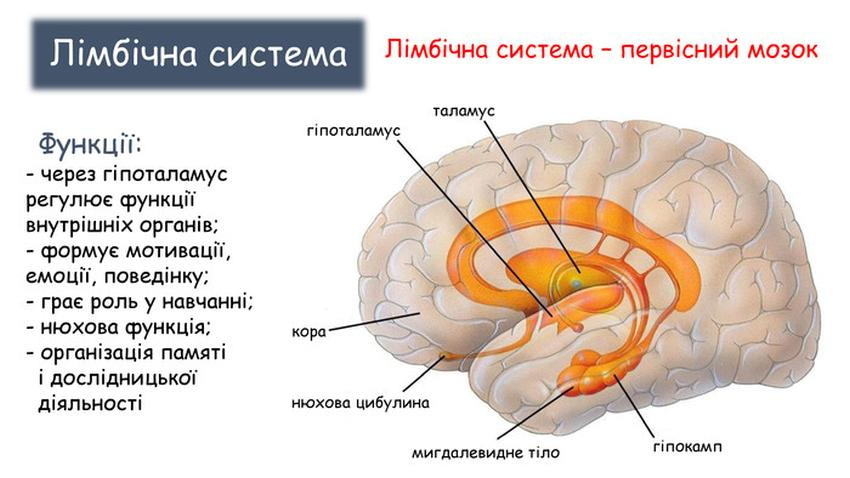 Лімбічна система
Лімбічна система – первісний мозок
Функції:
- через гіпоталамус
регулює функції
внутрішніх органів;
- формує мотивації,
емоції, поведінку;
- грає роль у навчанні;
- нюхова функція;
- організація памяті
і дослідницької
діяльності
таламус
гіпоталамус
кора
нюхова цибулина
мигдалевидне тіло
гіпокамп